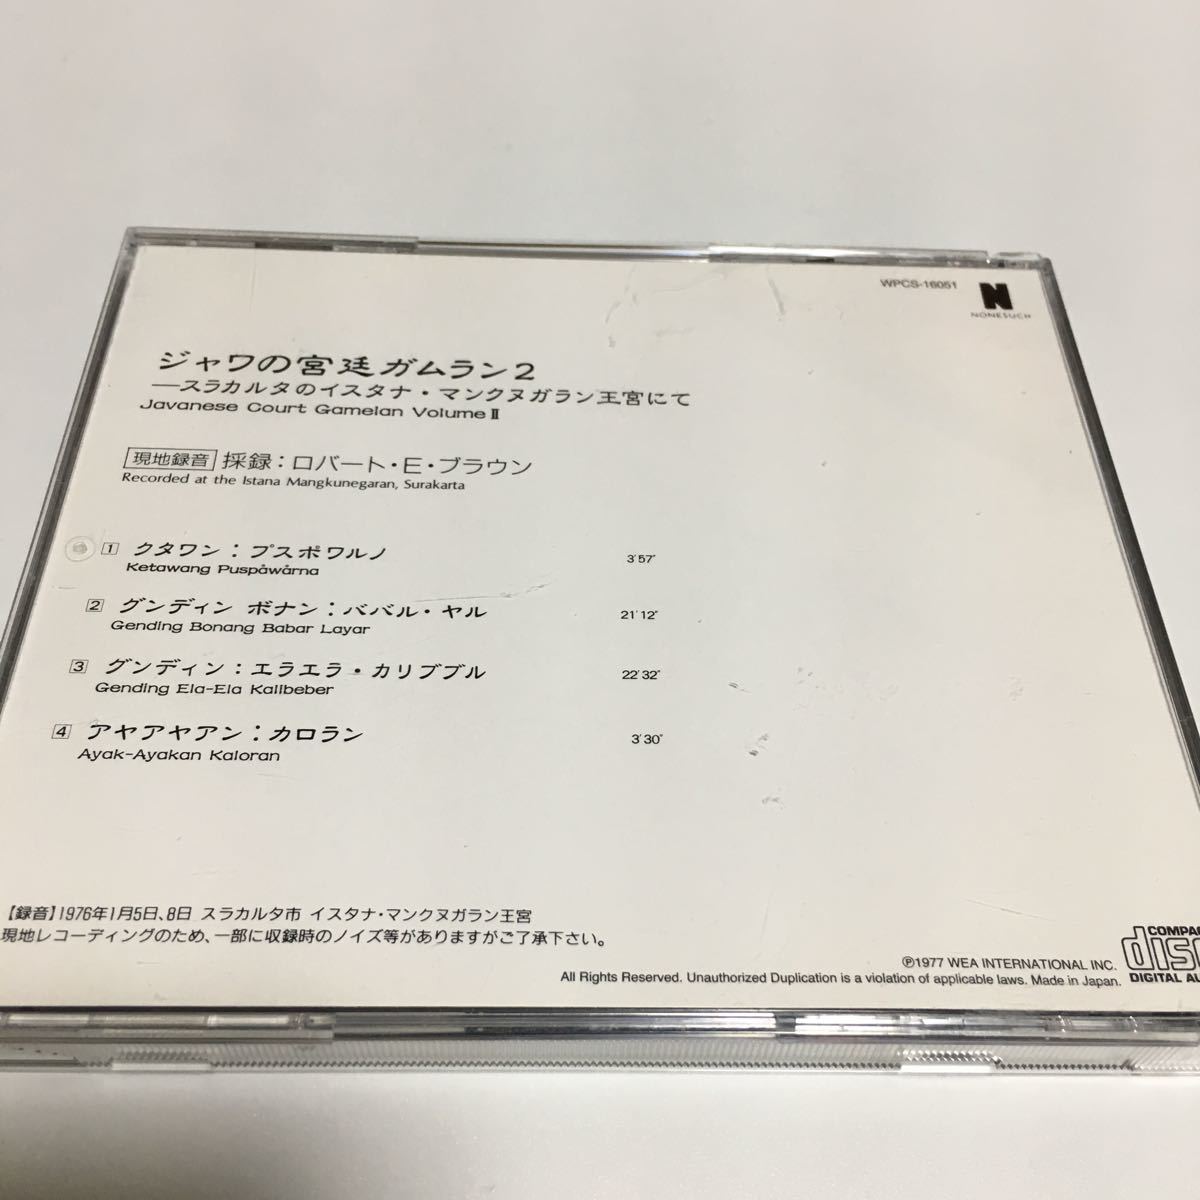 WPCS-16051
N
NONESUCH
ジャワの宮廷ガムラン2
―スラカルタのイスタナ・マンクヌガラン王宮にて
Javanese Court Gamelan Volume Ⅱ
現地録音 採録：ロバート・E・ブラウン
Recorded at the Istana Mangkunegaran, Surakarta
1 クタワン：プスポワルノ 3'57"
Ketawang Puspåwårna
2 グンディン ボナン：ババル・ヤル 21'12"
Gending Bonang Babar Layar
3 グンディン：エラエラ・カリブブル 22'32"
Gending Ela-Ela Kalibeber
4 アヤアヤアン：カロラン 3'30"
Ayak-Ayakan Kaloran
【録音】1976年1月5日、8日 スラカルタ市 イスタナ・マンクヌガラン王宮
現地レコーディングのため、一部に収録時のノイズ等がありますがご了承下さい。
℗1977 WEA INTERNATIONAL INC.
All Rights Reserved. Unauthorized Duplication is a violation of applicable laws. Made in Japan.
COMPA
disc
DIGITAL AU